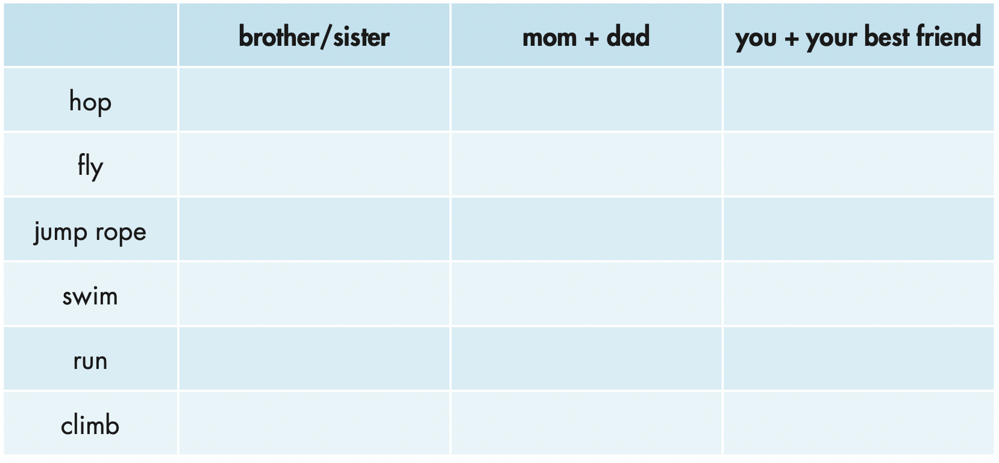 brother/sister mom + dad you + your best friend
hop
fly
jump rope
swim
run
climb